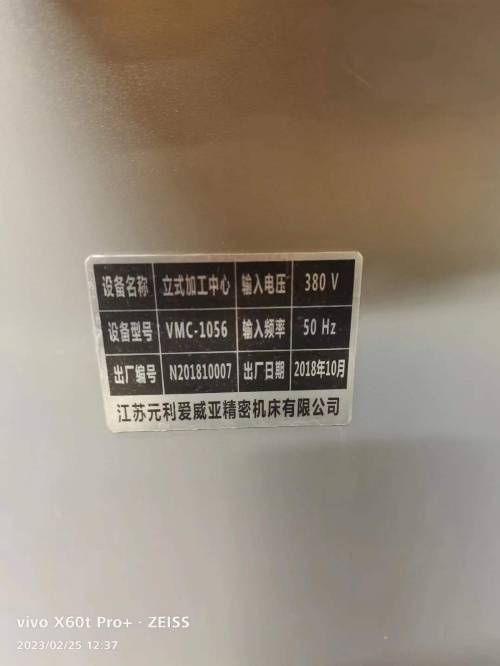 设备名称 立式加工中心 输入电压 380 V
设备型号 VMC-1056 输入频率 50 Hz
出厂编号 N201810007 出厂日期 2018年10月
江苏元利爱威亚精密机床有限公司
vivo X60t Pro+ · ZEISS
2023/02/25 12:37